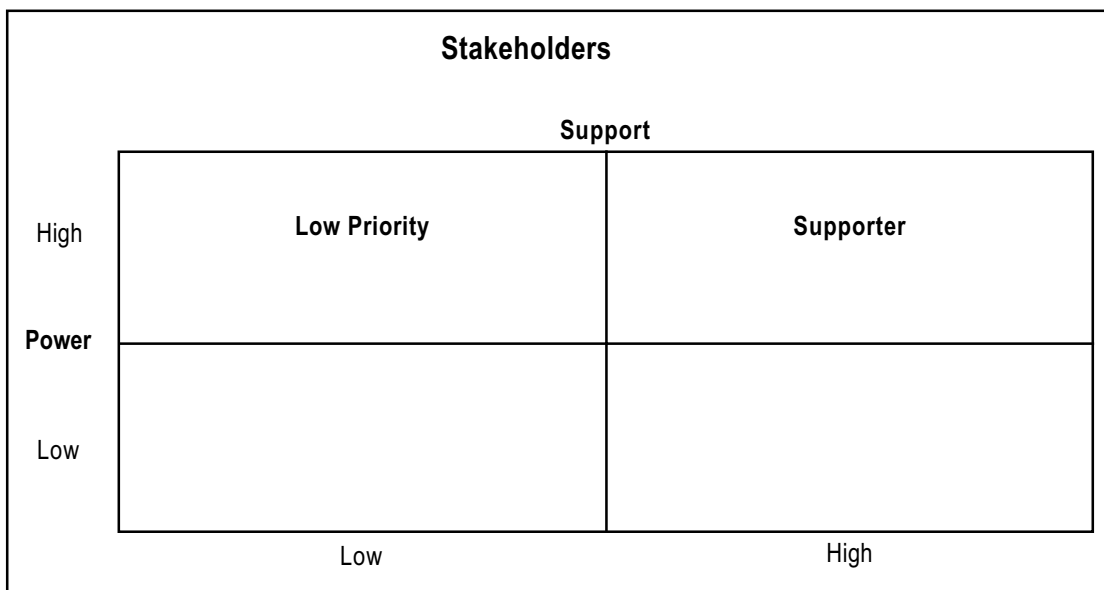 Stakeholders
Support
High
Low Priority
Supporter
Power
Low
Low
High